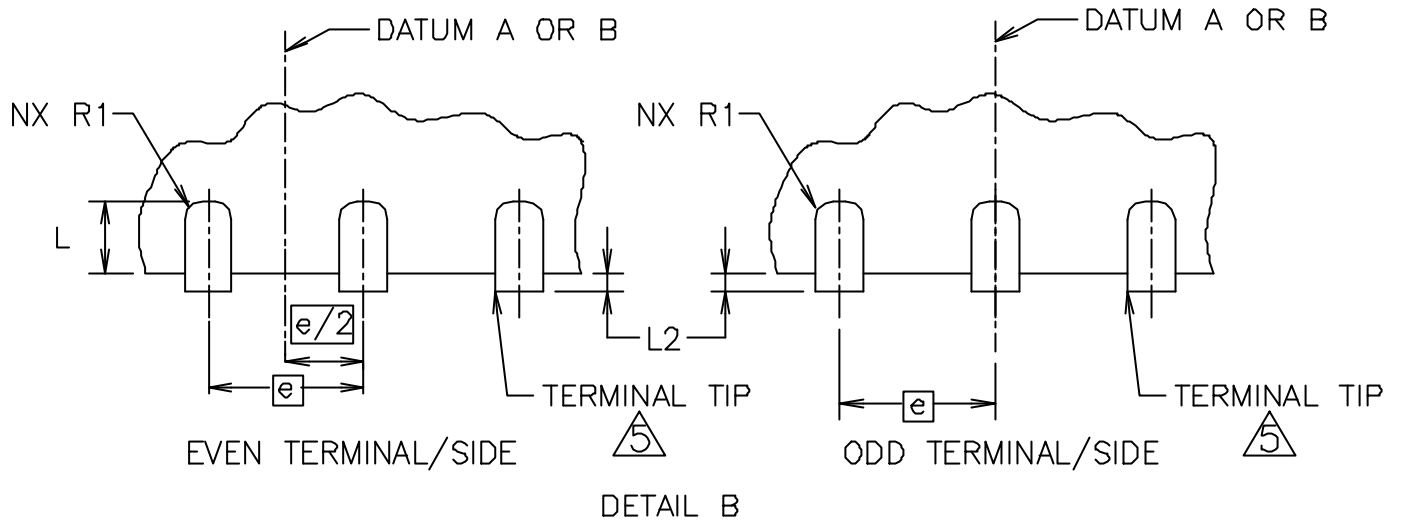 DATUM A OR B
DATUM A OR B
NX R1
NX R1
L
e/2
L2
e
e
TERMINAL TIP
TERMINAL TIP
5
5
EVEN TERMINAL/SIDE
ODD TERMINAL/SIDE
DETAIL B